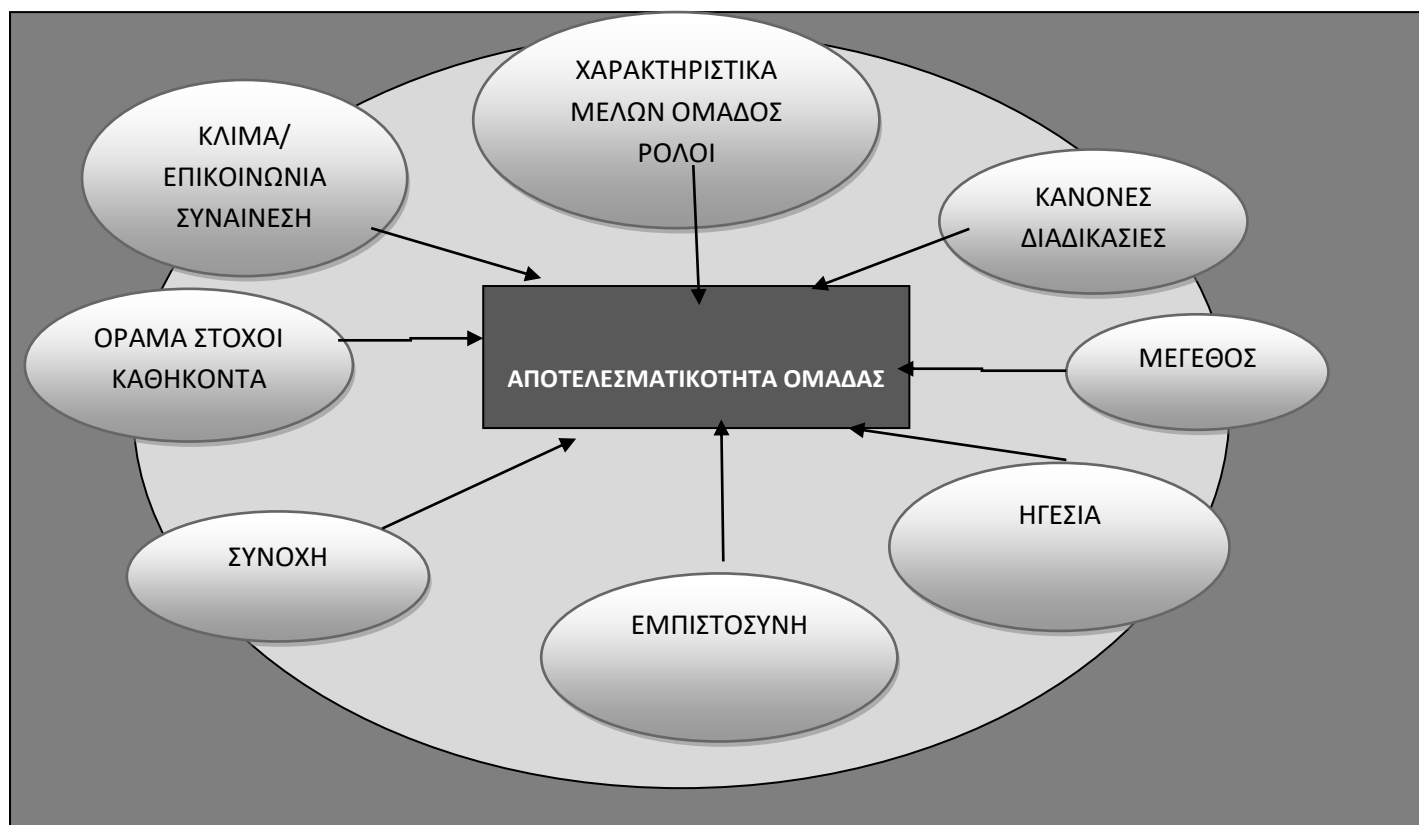 ΧΑΡΑΚΤΗΡΙΣΤΙΚΑ
ΜΕΛΩΝ ΟΜΑΔΟΣ
ΡΟΛΟΙ
ΚΛΙΜΑ/
ΕΠΙΚΟΙΝΩΝΙΑ
ΣΥΝΑΙΝΕΣΗ
ΚΑΝΟΝΕΣ
ΔΙΑΔΙΚΑΣΙΕΣ
ΟΡΑΜΑ ΣΤΟΧΟΙ
ΚΑΘΗΚΟΝΤΑ
ΜΕΓΕΘΟΣ
ΑΠΟΤΕΛΕΣΜΑΤΙΚΟΤΗΤΑ ΟΜΑΔΑΣ
ΗΓΕΣΙΑ
ΣΥΝΟΧΗ
ΕΜΠΙΣΤΟΣΥΝΗ